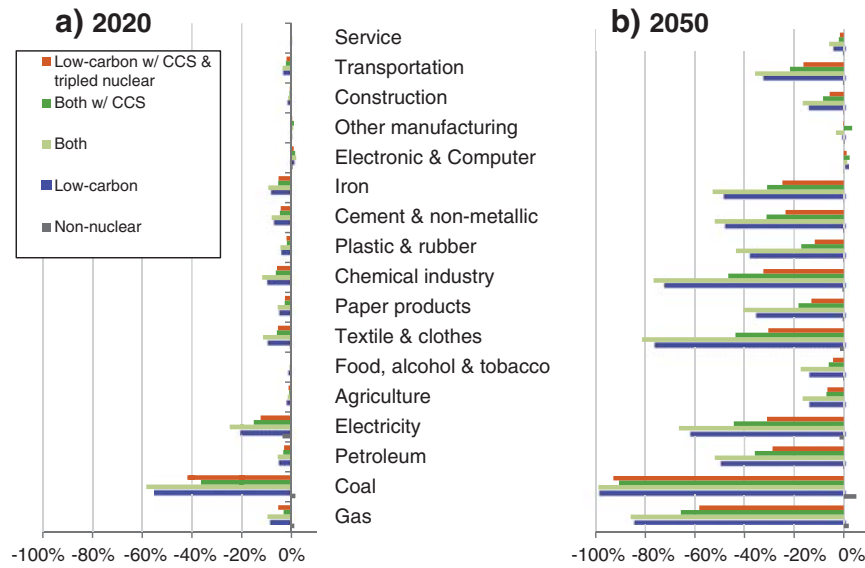 a) 2020
b) 2050
Low-carbon w/ CCS &
tripled nuclear
Both w/ CCS
Both
Low-carbon
Non-nuclear
Service
Transportation
Construction
Other manufacturing
Electronic & Computer
Iron
Cement & non-metallic
Plastic & rubber
Chemical industry
Paper products
Textile & clothes
Food, alcohol & tobacco
Agriculture
Electricity
Petroleum
Coal
Gas
-100% -80% -60% -40% -20% 0%
-100% -80% -60% -40% -20% 0%